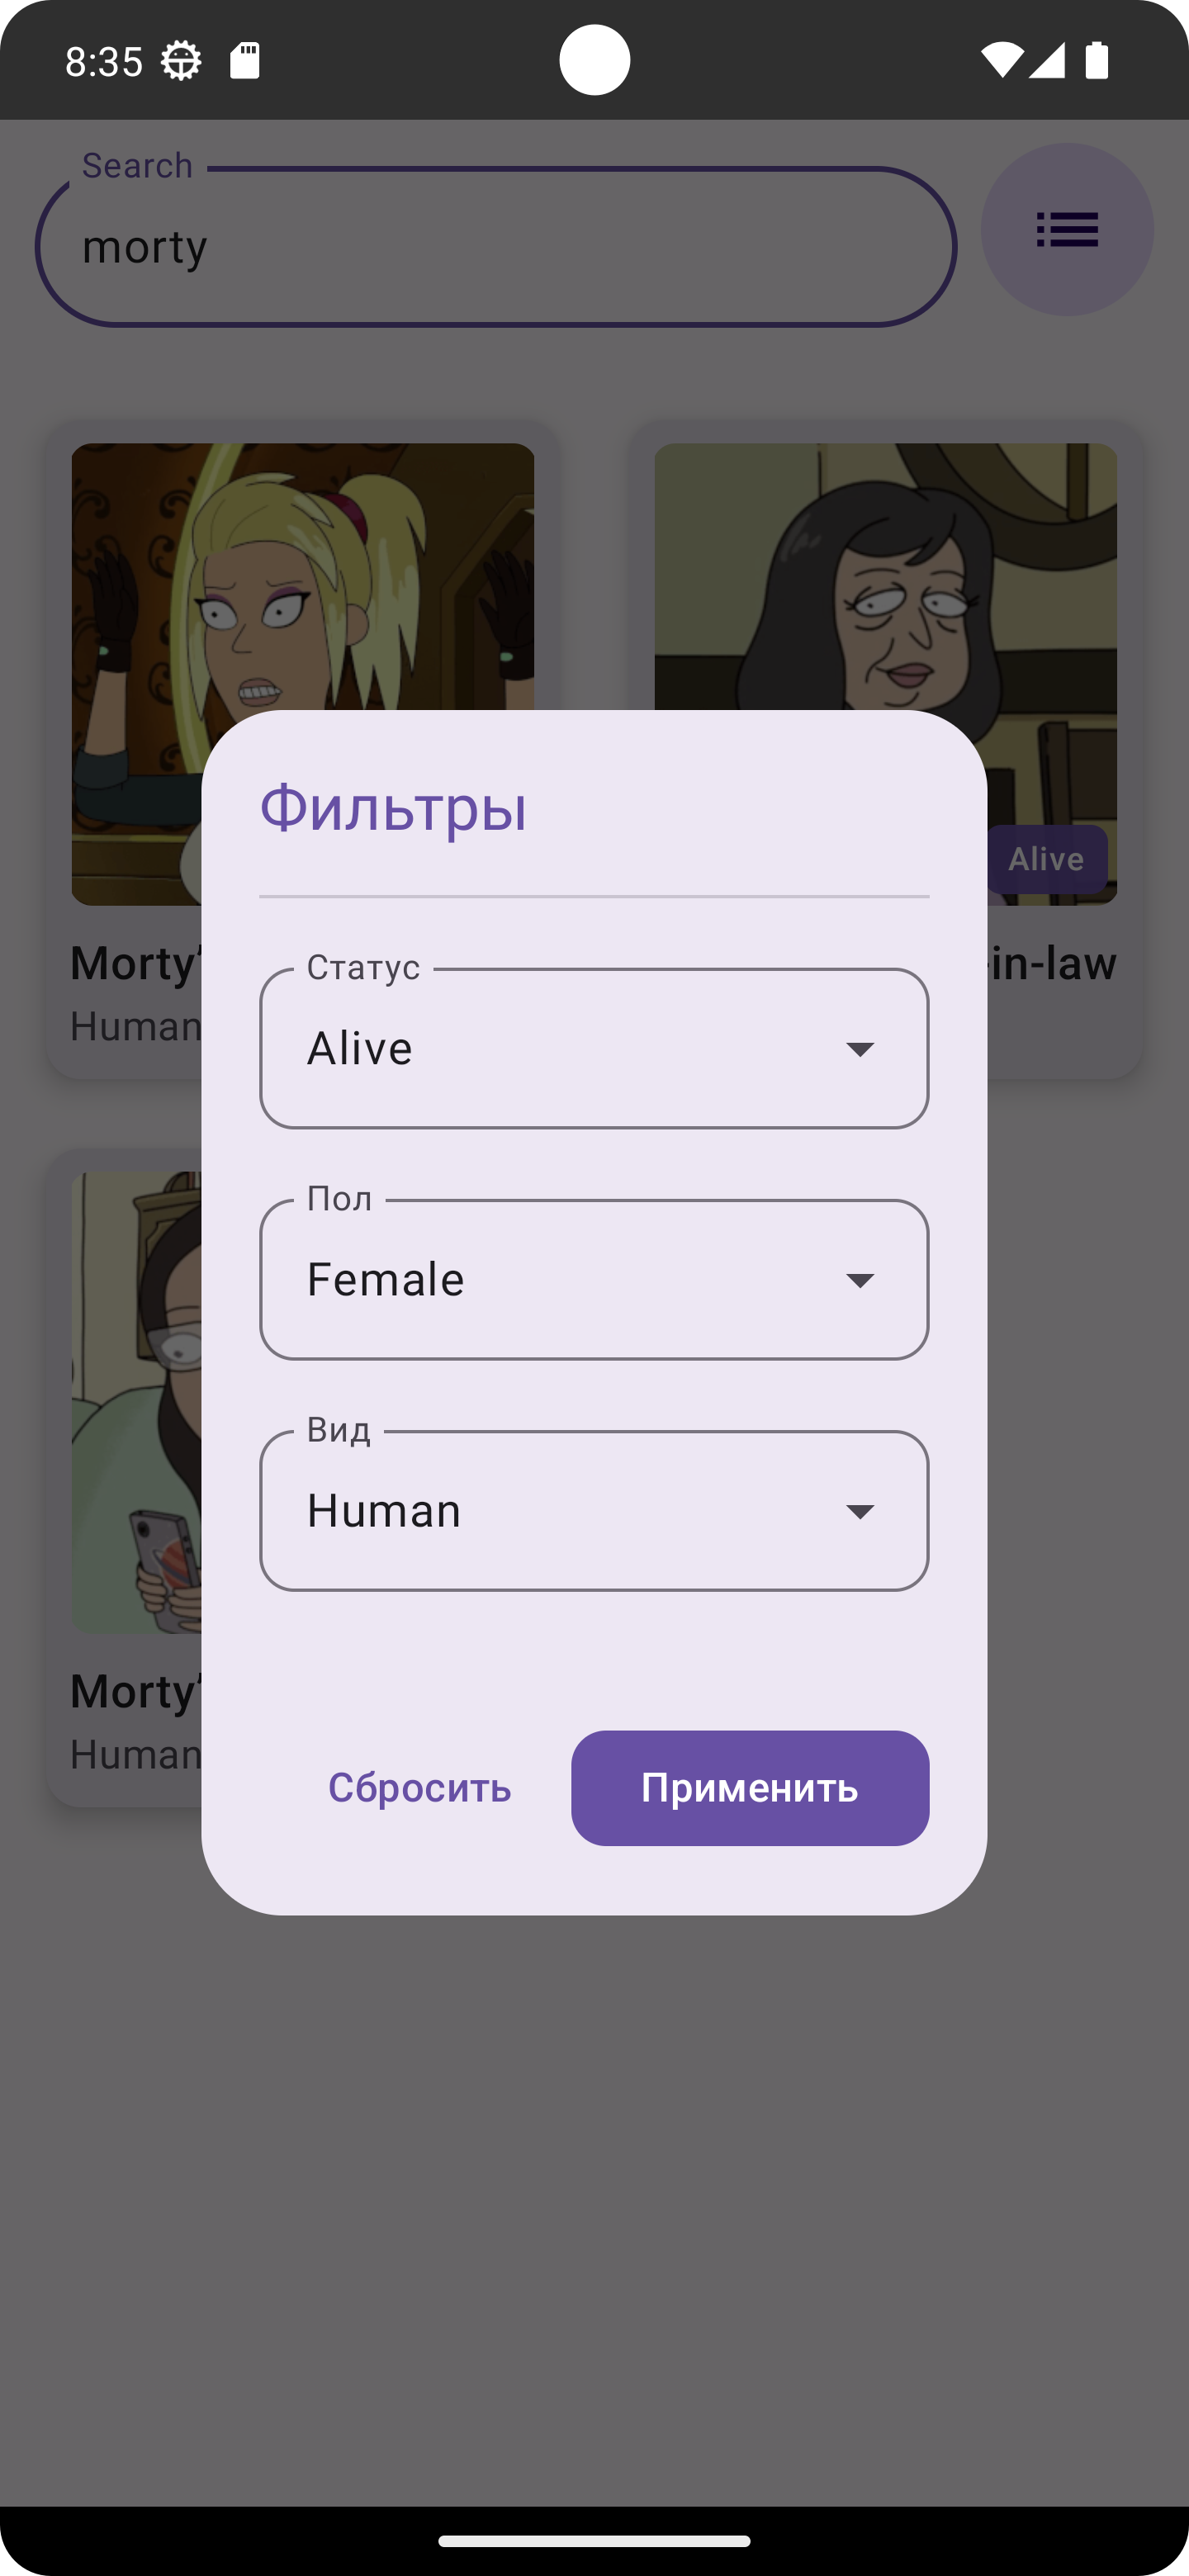 8:35
Search
morty
Фильтры
Alive
Morty'
-in-law
Human
Статус
Alive
Пол
Female
Вид
Human
Morty'
Human
Сбросить
Применить